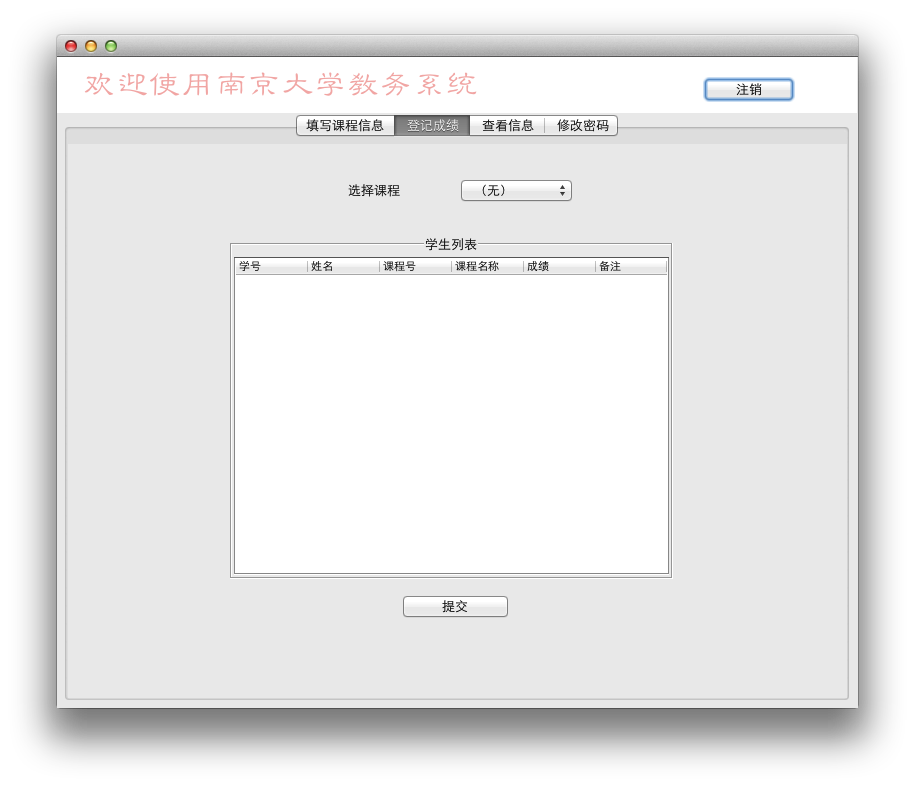 欢迎使用南京大学教务系统
注销
填写课程信息 登记成绩 查看信息 修改密码
选择课程 （无）
学生列表
学号 姓名 课程号 课程名称 成绩 备注
提交